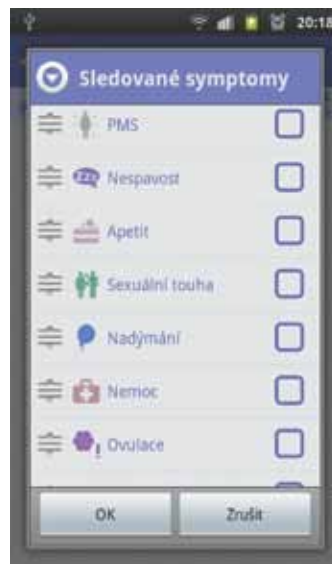 20:18
Sledované symptomy
PMS
Nespavost
Apetit
Sexuální touha
Nadýmání
Nemoc
Ovulace
OK
Zrušit